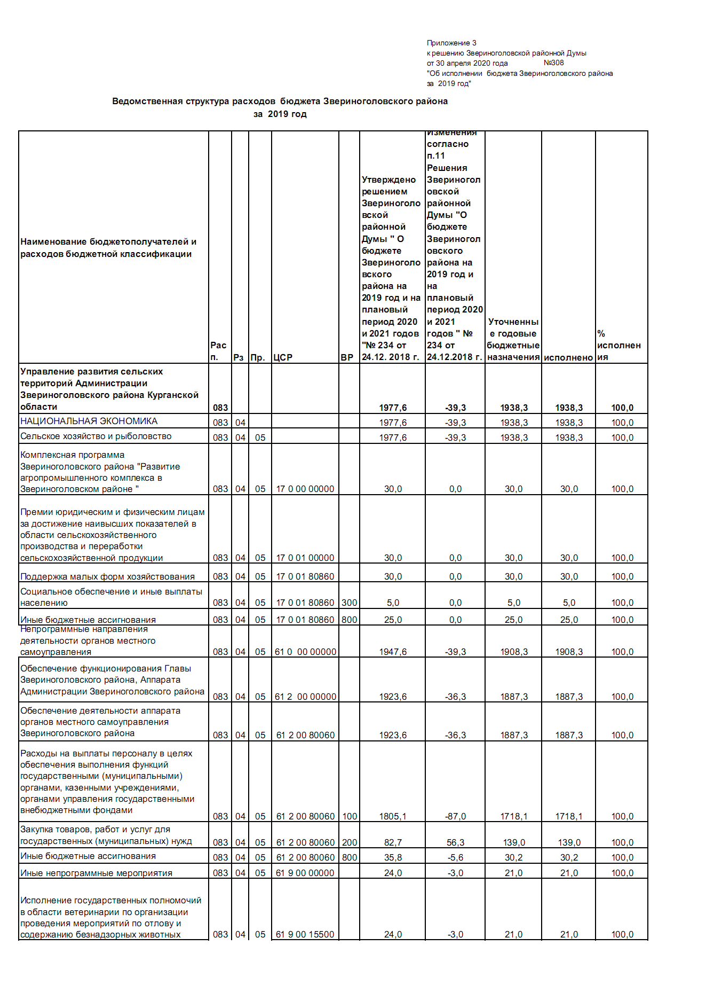 Приложение 3
к решению Звериноголовской районной Думы
от 30 апреля 2020 года №308
"Об исполнении бюджета Звериноголовского района
за 2019 год"
Ведомственная структура расходов бюджета Звериноголовского района
за 2019 год
Наименование бюджетополучателей и
расходов бюджетной классификации
Рас
п.
Рз
Пр.
ЦСР
ВР
Утверждено
решением
Звериноголо
вской
районной
Думы " О
бюджете
Звериноголо
вского
района на
2019 год и на
плановый
период 2020
и 2021 годов
"№ 234 от
24.12. 2018 г.
Изменения
согласно
п.11
Решения
Звериногол
овской
районной
Думы "О
бюджете
Звериногол
овского
района на
2019 год и
на
плановый
период 2020
и 2021
годов " №
234 от
24.12.2018 г.
Уточненны
е годовые
бюджетные
назначения
исполнено
%
исполнен
ия
Управление развития сельских
территорий Администрации
Звериноголовского района Курганской
области 083 1977,6 -39,3 1938,3 1938,3 100,0
НАЦИОНАЛЬНАЯ ЭКОНОМИКА 083 04 1977,6 -39,3 1938,3 1938,3 100,0
Сельское хозяйство и рыболовство 083 04 05 1977,6 -39,3 1938,3 1938,3 100,0
Комплексная программа
Звериноголовского района "Развитие
агропромышленного комплекса в
Звериноголовском районе " 083 04 05 17 0 00 00000 30,0 0,0 30,0 30,0 100,0
Премии юридическим и физическим лицам
за достижение наивысших показателей в
области сельскохозяйственного
производства и переработки
сельскохозяйственной продукции 083 04 05 17 0 01 00000 30,0 0,0 30,0 30,0 100,0
Поддержка малых форм хозяйствования 083 04 05 17 0 01 80860 30,0 0,0 30,0 30,0 100,0
Социальное обеспечение и иные выплаты
населению 083 04 05 17 0 01 80860 300 5,0 0,0 5,0 5,0 100,0
Иные бюджетные ассигнования 083 04 05 17 0 01 80860 800 25,0 0,0 25,0 25,0 100,0
Непрограммные направления
деятельности органов местного
самоуправления 083 04 05 61 0 00 00000 1947,6 -39,3 1908,3 1908,3 100,0
Обеспечение функционирования Главы
Звериноголовского района, Аппарата
Администрации Звериноголовского района 083 04 05 61 2 00 00000 1923,6 -36,3 1887,3 1887,3 100,0
Обеспечение деятельности аппарата
органов местного самоуправления
Звериноголовского района 083 04 05 61 2 00 80060 1923,6 -36,3 1887,3 1887,3 100,0
Расходы на выплаты персоналу в целях
обеспечения выполнения функций
государственными (муниципальными)
органами, казенными учреждениями,
органами управления государственными
внебюджетными фондами 083 04 05 61 2 00 80060 100 1805,1 -87,0 1718,1 1718,1 100,0
Закупка товаров, работ и услуг для
государственных (муниципальных) нужд 083 04 05 61 2 00 80060 200 82,7 56,3 139,0 139,0 100,0
Иные бюджетные ассигнования 083 04 05 61 2 00 80060 800 35,8 -5,6 30,2 30,2 100,0
Иные непрограммные мероприятия 083 04 05 61 9 00 00000 24,0 -3,0 21,0 21,0 100,0
Исполнение государственных полномочий
в области ветеринарии по организации
проведения мероприятий по отлову и
содержанию безнадзорных животных 083 04 05 61 9 00 15500 24,0 -3,0 21,0 21,0 100,0